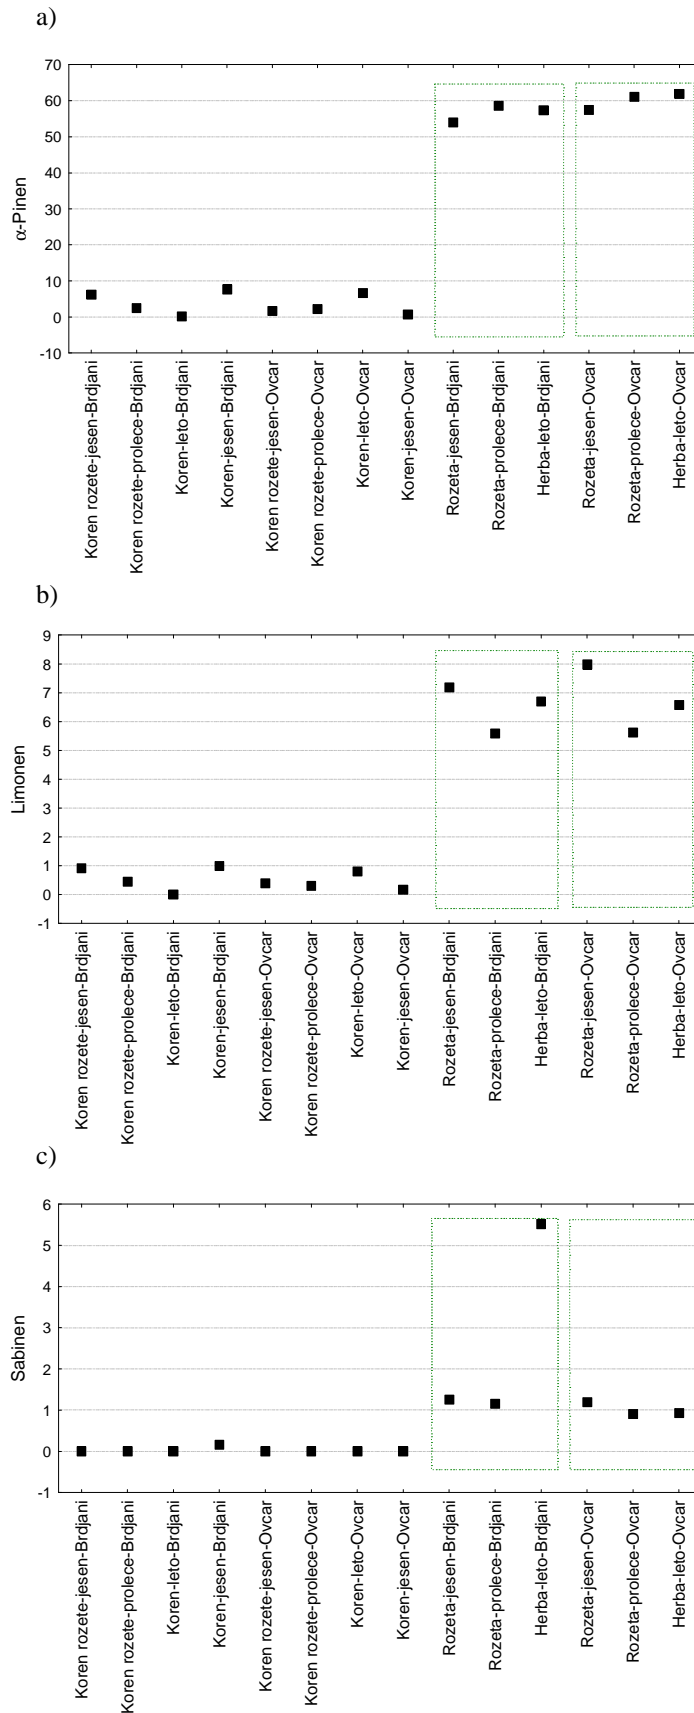 a)
70
60
50
40
30
20
10
0
-10
α-Pinen
Koren rozete-jesen-Brdjani
Koren rozete-prolece-Brdjani
Koren-leto-Brdjani
Koren-jesen-Brdjani
Koren rozete-jesen-Ovcar
Koren rozete-prolece-Ovcar
Koren-leto-Ovcar
Koren-jesen-Ovcar
Rozeta-jesen-Brdjani
Rozeta-prolece-Brdjani
Herba-leto-Brdjani
Rozeta-jesen-Ovcar
Rozeta-prolece-Ovcar
Herba-leto-Ovcar
b)
9
8
7
6
5
4
3
2
1
0
-1
Limonen
Koren rozete-jesen-Brdjani
Koren rozete-prolece-Brdjani
Koren-leto-Brdjani
Koren-jesen-Brdjani
Koren rozete-jesen-Ovcar
Koren rozete-prolece-Ovcar
Koren-leto-Ovcar
Koren-jesen-Ovcar
Rozeta-jesen-Brdjani
Rozeta-prolece-Brdjani
Herba-leto-Brdjani
Rozeta-jesen-Ovcar
Rozeta-prolece-Ovcar
Herba-leto-Ovcar
c)
6
5
4
3
2
1
0
-1
Sabinen
Koren rozete-jesen-Brdjani
Koren rozete-prolece-Brdjani
Koren-leto-Brdjani
Koren-jesen-Brdjani
Koren rozete-jesen-Ovcar
Koren rozete-prolece-Ovcar
Koren-leto-Ovcar
Koren-jesen-Ovcar
Rozeta-jesen-Brdjani
Rozeta-prolece-Brdjani
Herba-leto-Brdjani
Rozeta-jesen-Ovcar
Rozeta-prolece-Ovcar
Herba-leto-Ovcar